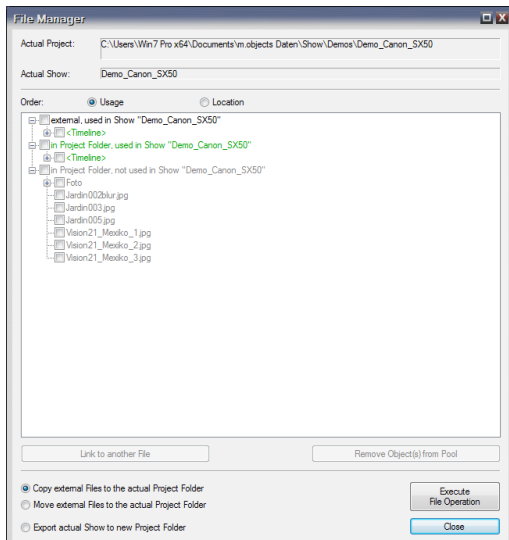 File Manager
Actual Project: C:\Users\Win7 Pro x64\Documents\m.objects Daten\Show\Demos\Demo_Canon_SX50
Actual Show: Demo_Canon_SX50
Order: Usage Location
external, used in Show "Demo_Canon_SX50"
<Timeline>
in Project Folder, used in Show "Demo_Canon_SX50"
<Timeline>
in Project Folder, not used in Show "Demo_Canon_SX50"
Foto
Jardin002blur.jpg
Jardin003.jpg
Jardin005.jpg
Vision21_Mexiko_1.jpg
Vision21_Mexiko_2.jpg
Vision21_Mexiko_3.jpg
Link to another File Remove Object(s) from Pool
Copy external Files to the actual Project Folder
Move external Files to the actual Project Folder
Export actual Show to new Project Folder
Execute
File Operation
Close